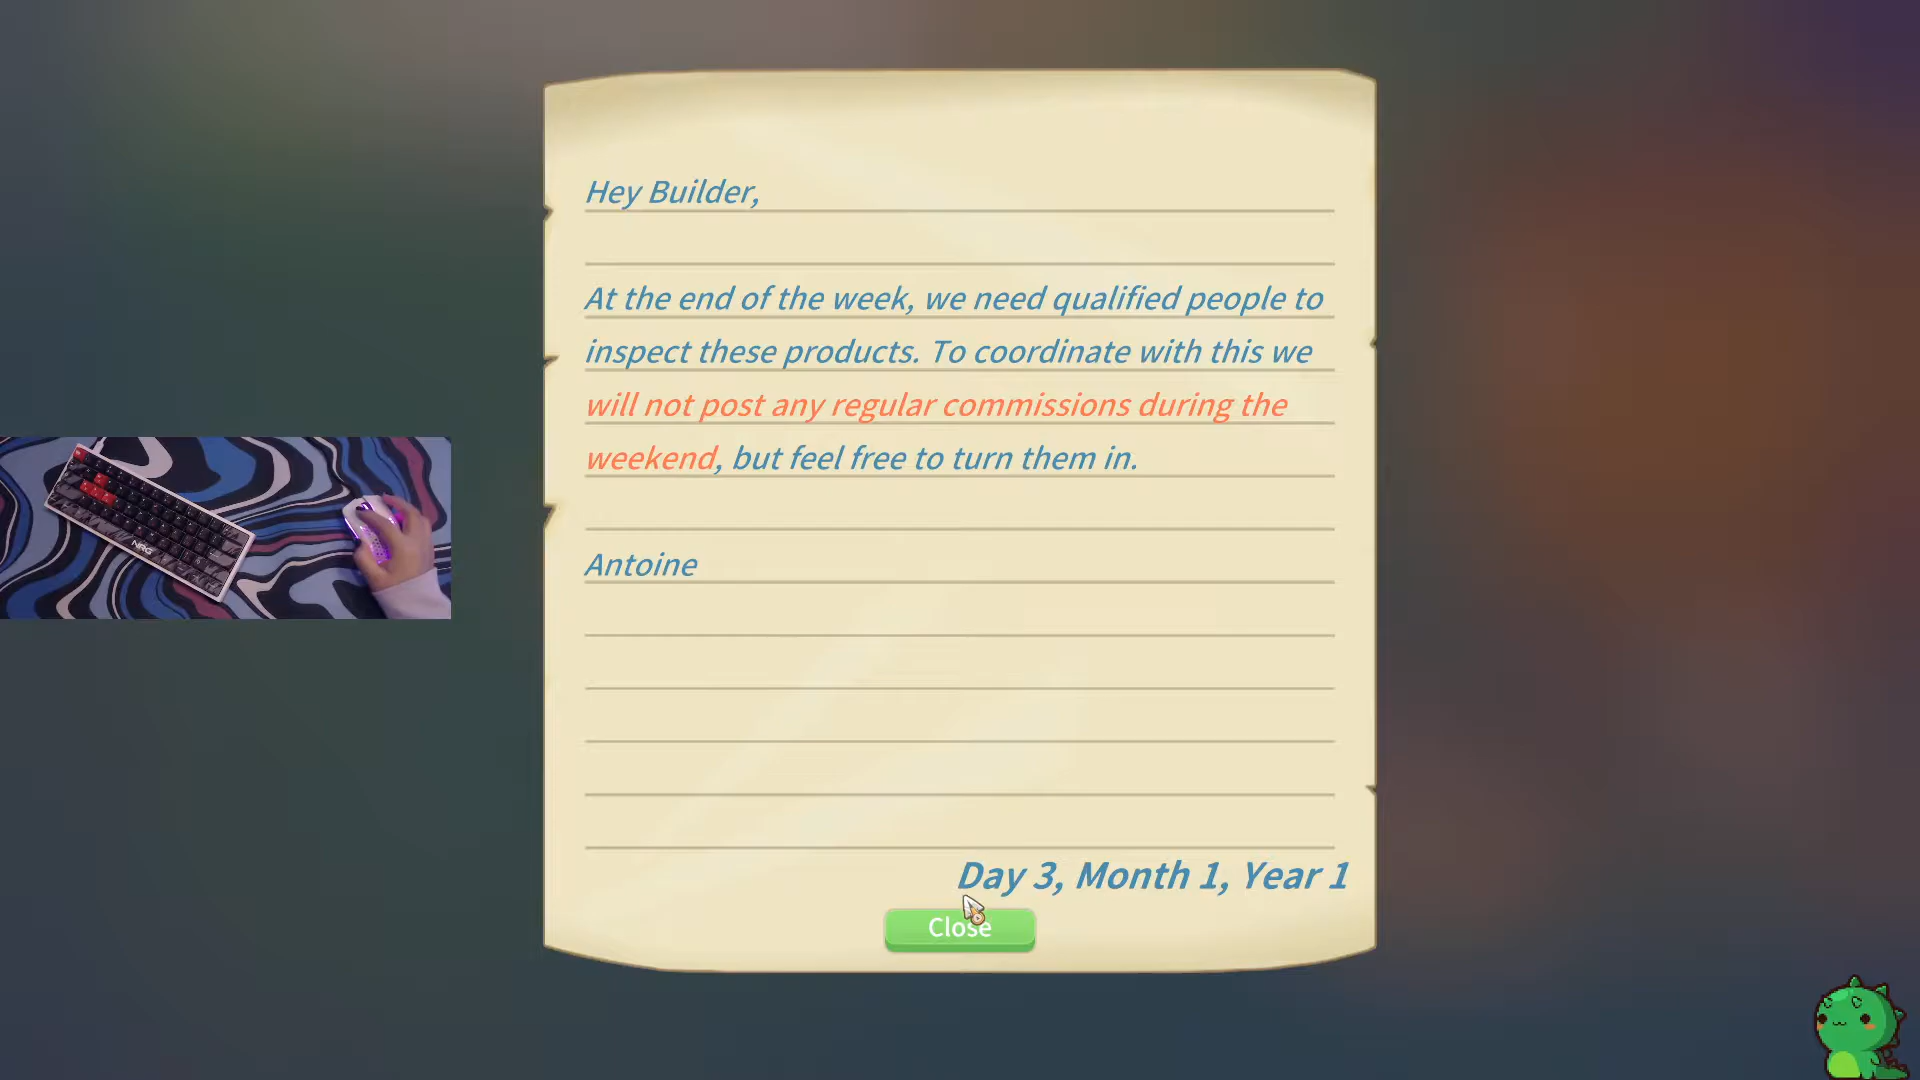 Hey Builder,
At the end of the week, we need qualified people to
inspect these products. To coordinate with this we
will not post any regular commissions during the
weekend, but feel free to turn them in.
Antoine
Day 3, Month 1, Year 1
Close
NRG